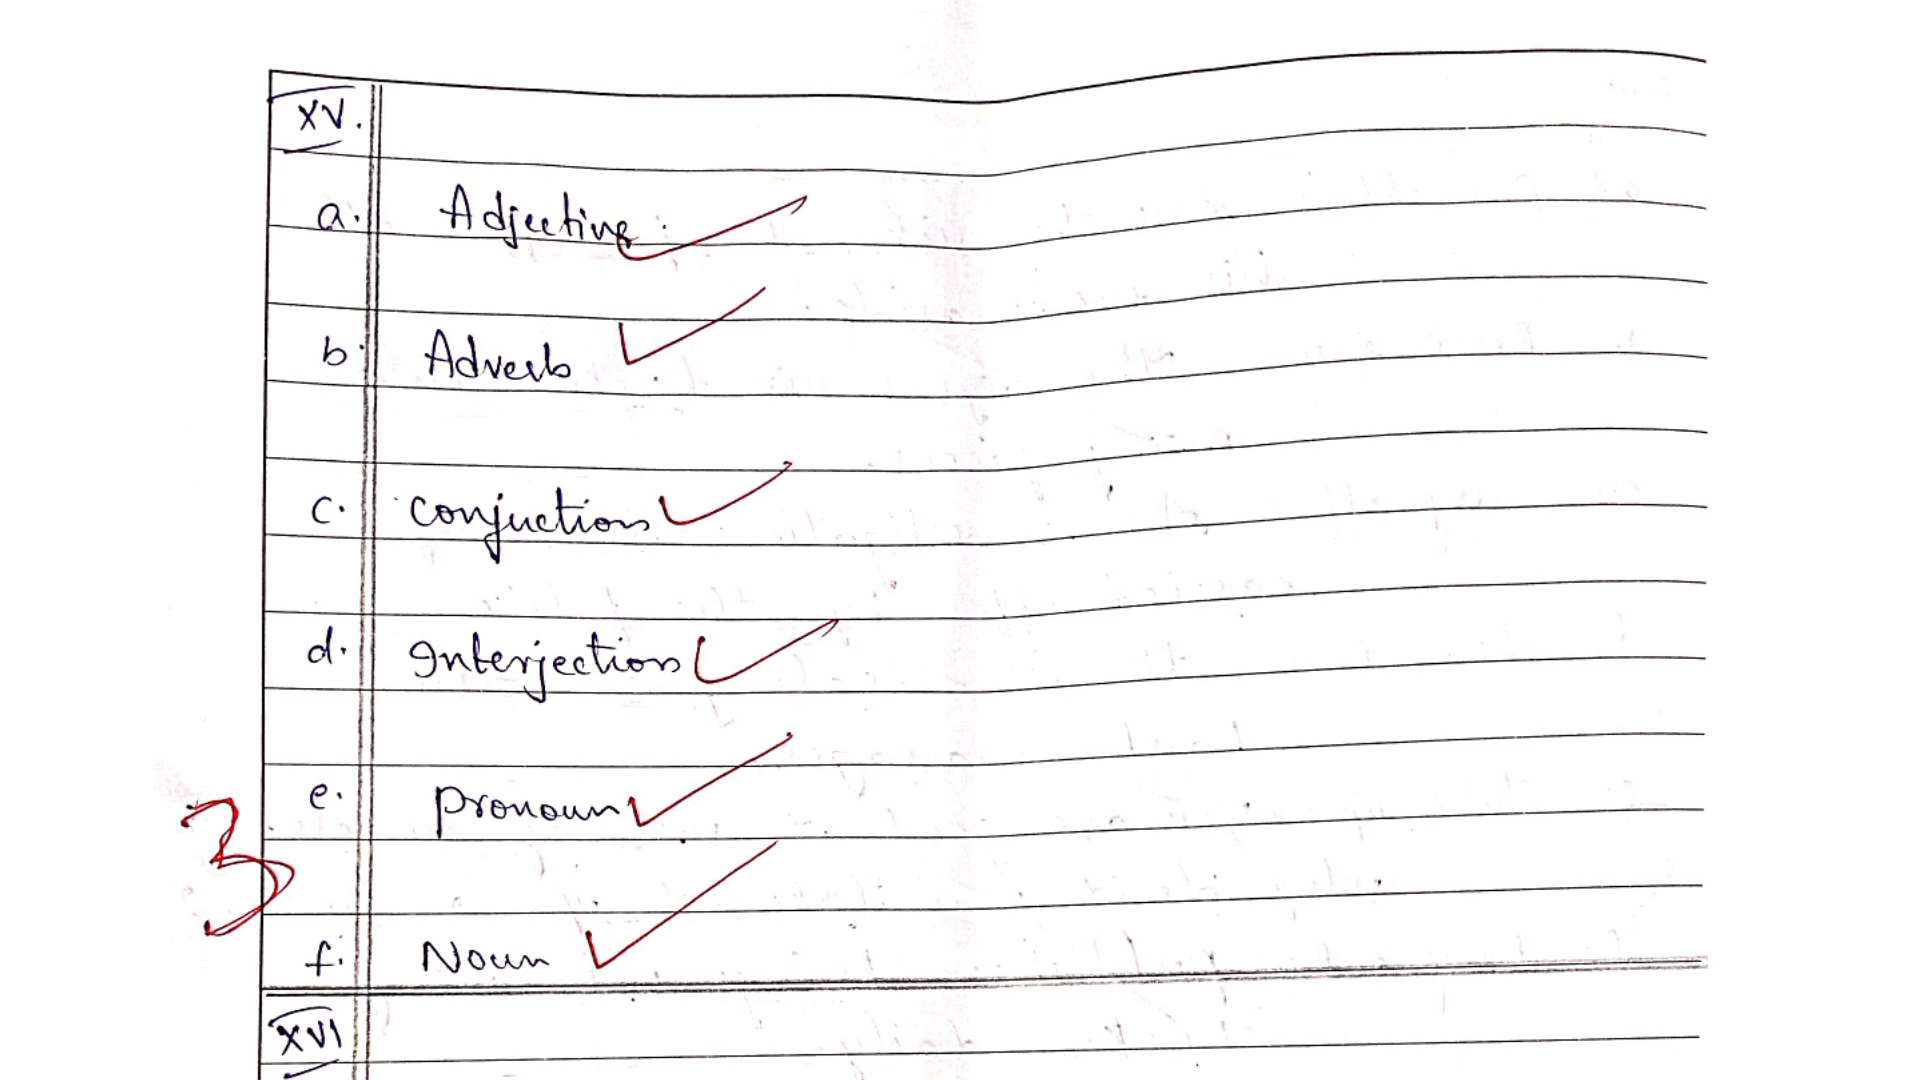 XV.
a. Adjective.
b. Adverb
c. conjuction
d. Interjection
3
e. pronoun
f. Noun
XVI